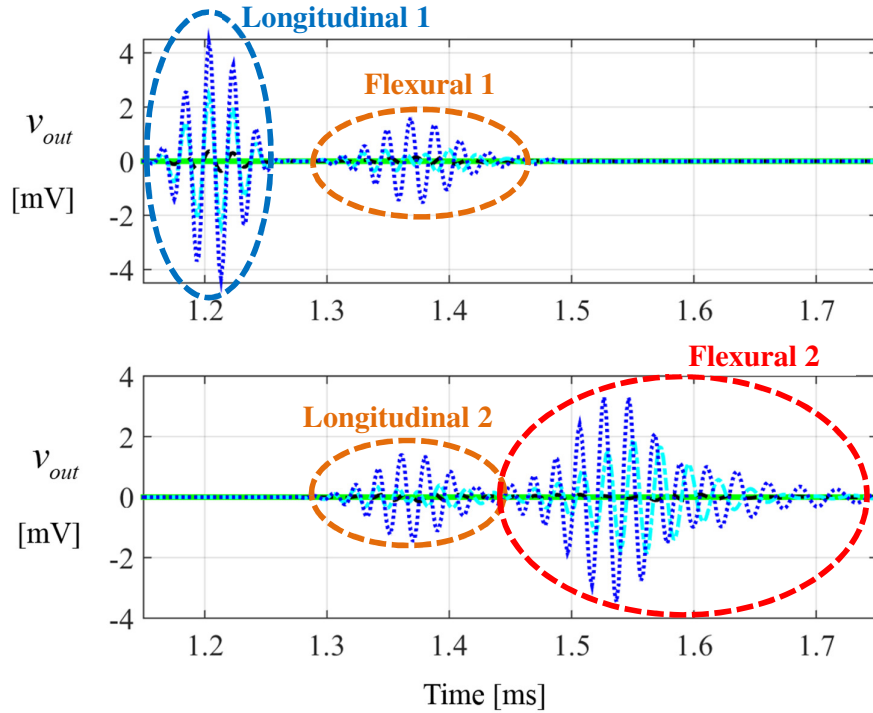 Longitudinal 1
Flexural 1
v_out
[mV]
4
2
0
-2
-4
1.2 1.3 1.4 1.5 1.6 1.7
Flexural 2
Longitudinal 2
v_out
[mV]
4
2
0
-2
-4
1.2 1.3 1.4 1.5 1.6 1.7
Time [ms]